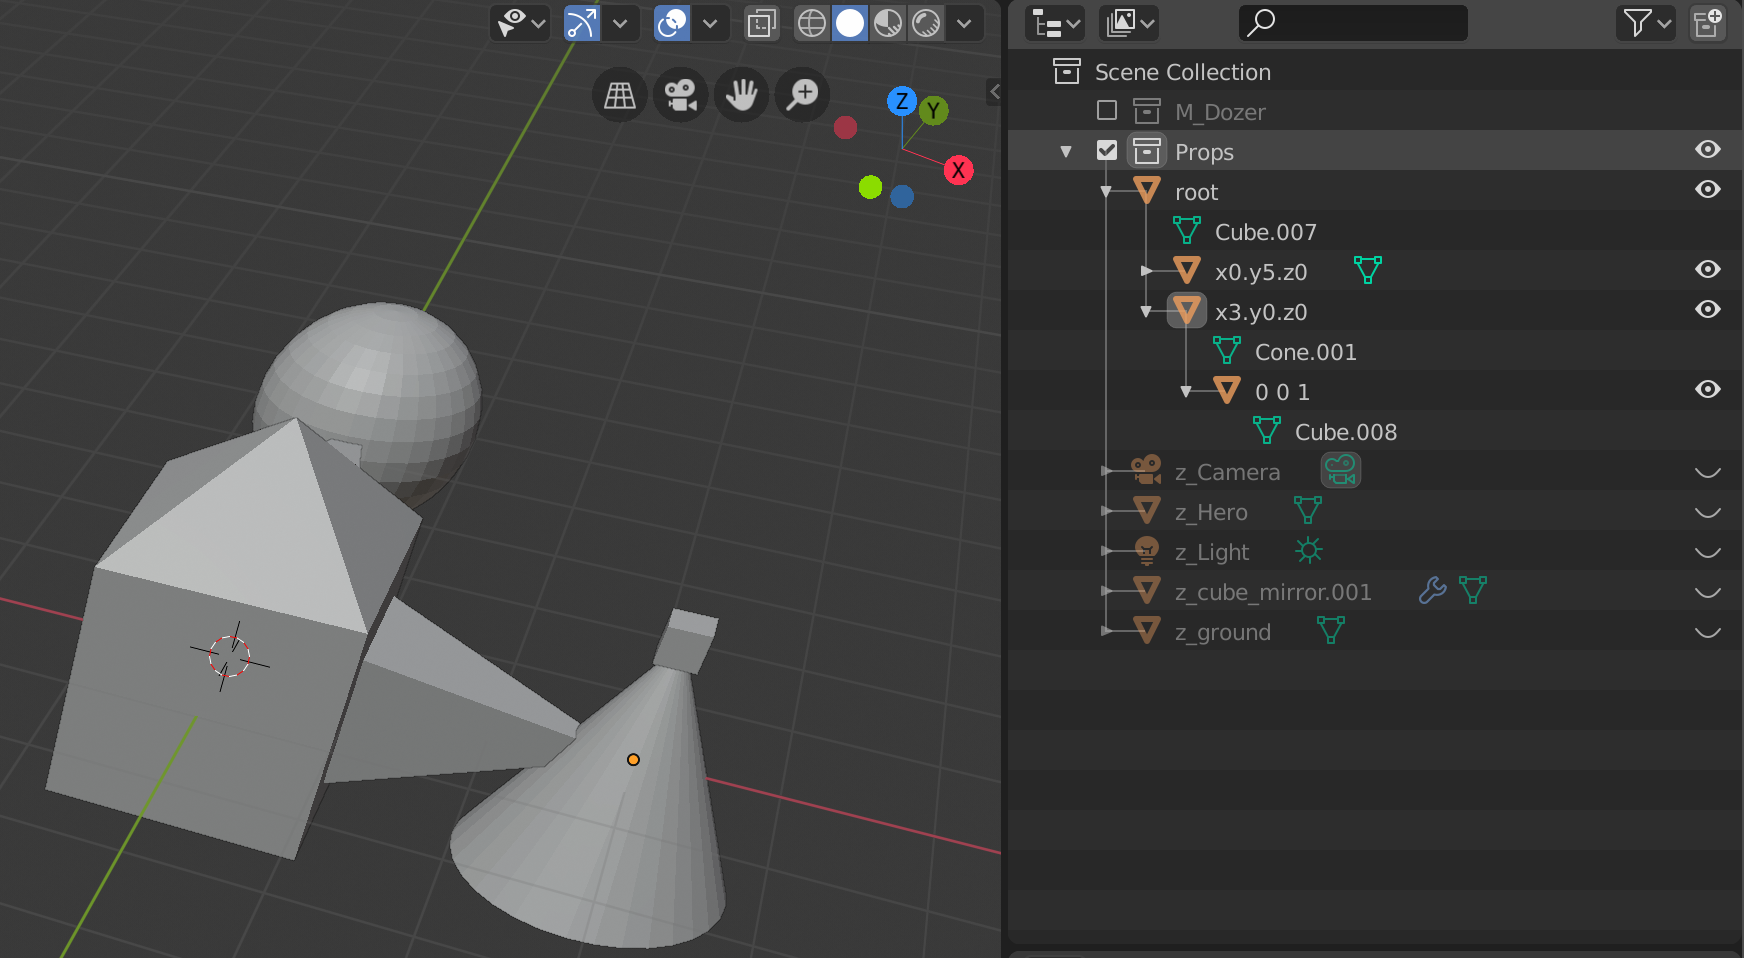 Z
Y
X
Scene Collection
M_Dozer
Props
root
Cube.007
x0.y5.z0
x3.y0.z0
Cone.001
0 0 1
Cube.008
z_Camera
z_Hero
z_Light
z_cube_mirror.001
z_ground